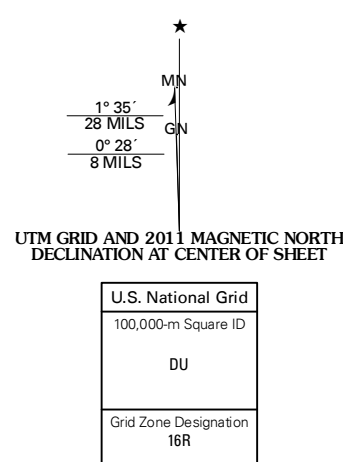 ★
MN
1° 35´
28 MILS
GN
0° 28´
8 MILS
UTM GRID AND 2011 MAGNETIC NORTH
DECLINATION AT CENTER OF SHEET
U.S. National Grid
100,000-m Square ID
DU
Grid Zone Designation
16R